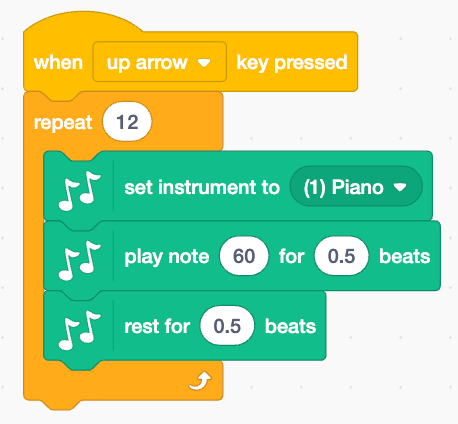 when up arrow key pressed
repeat 12
set instrument to (1) Piano
play note 60 for 0.5 beats
rest for 0.5 beats